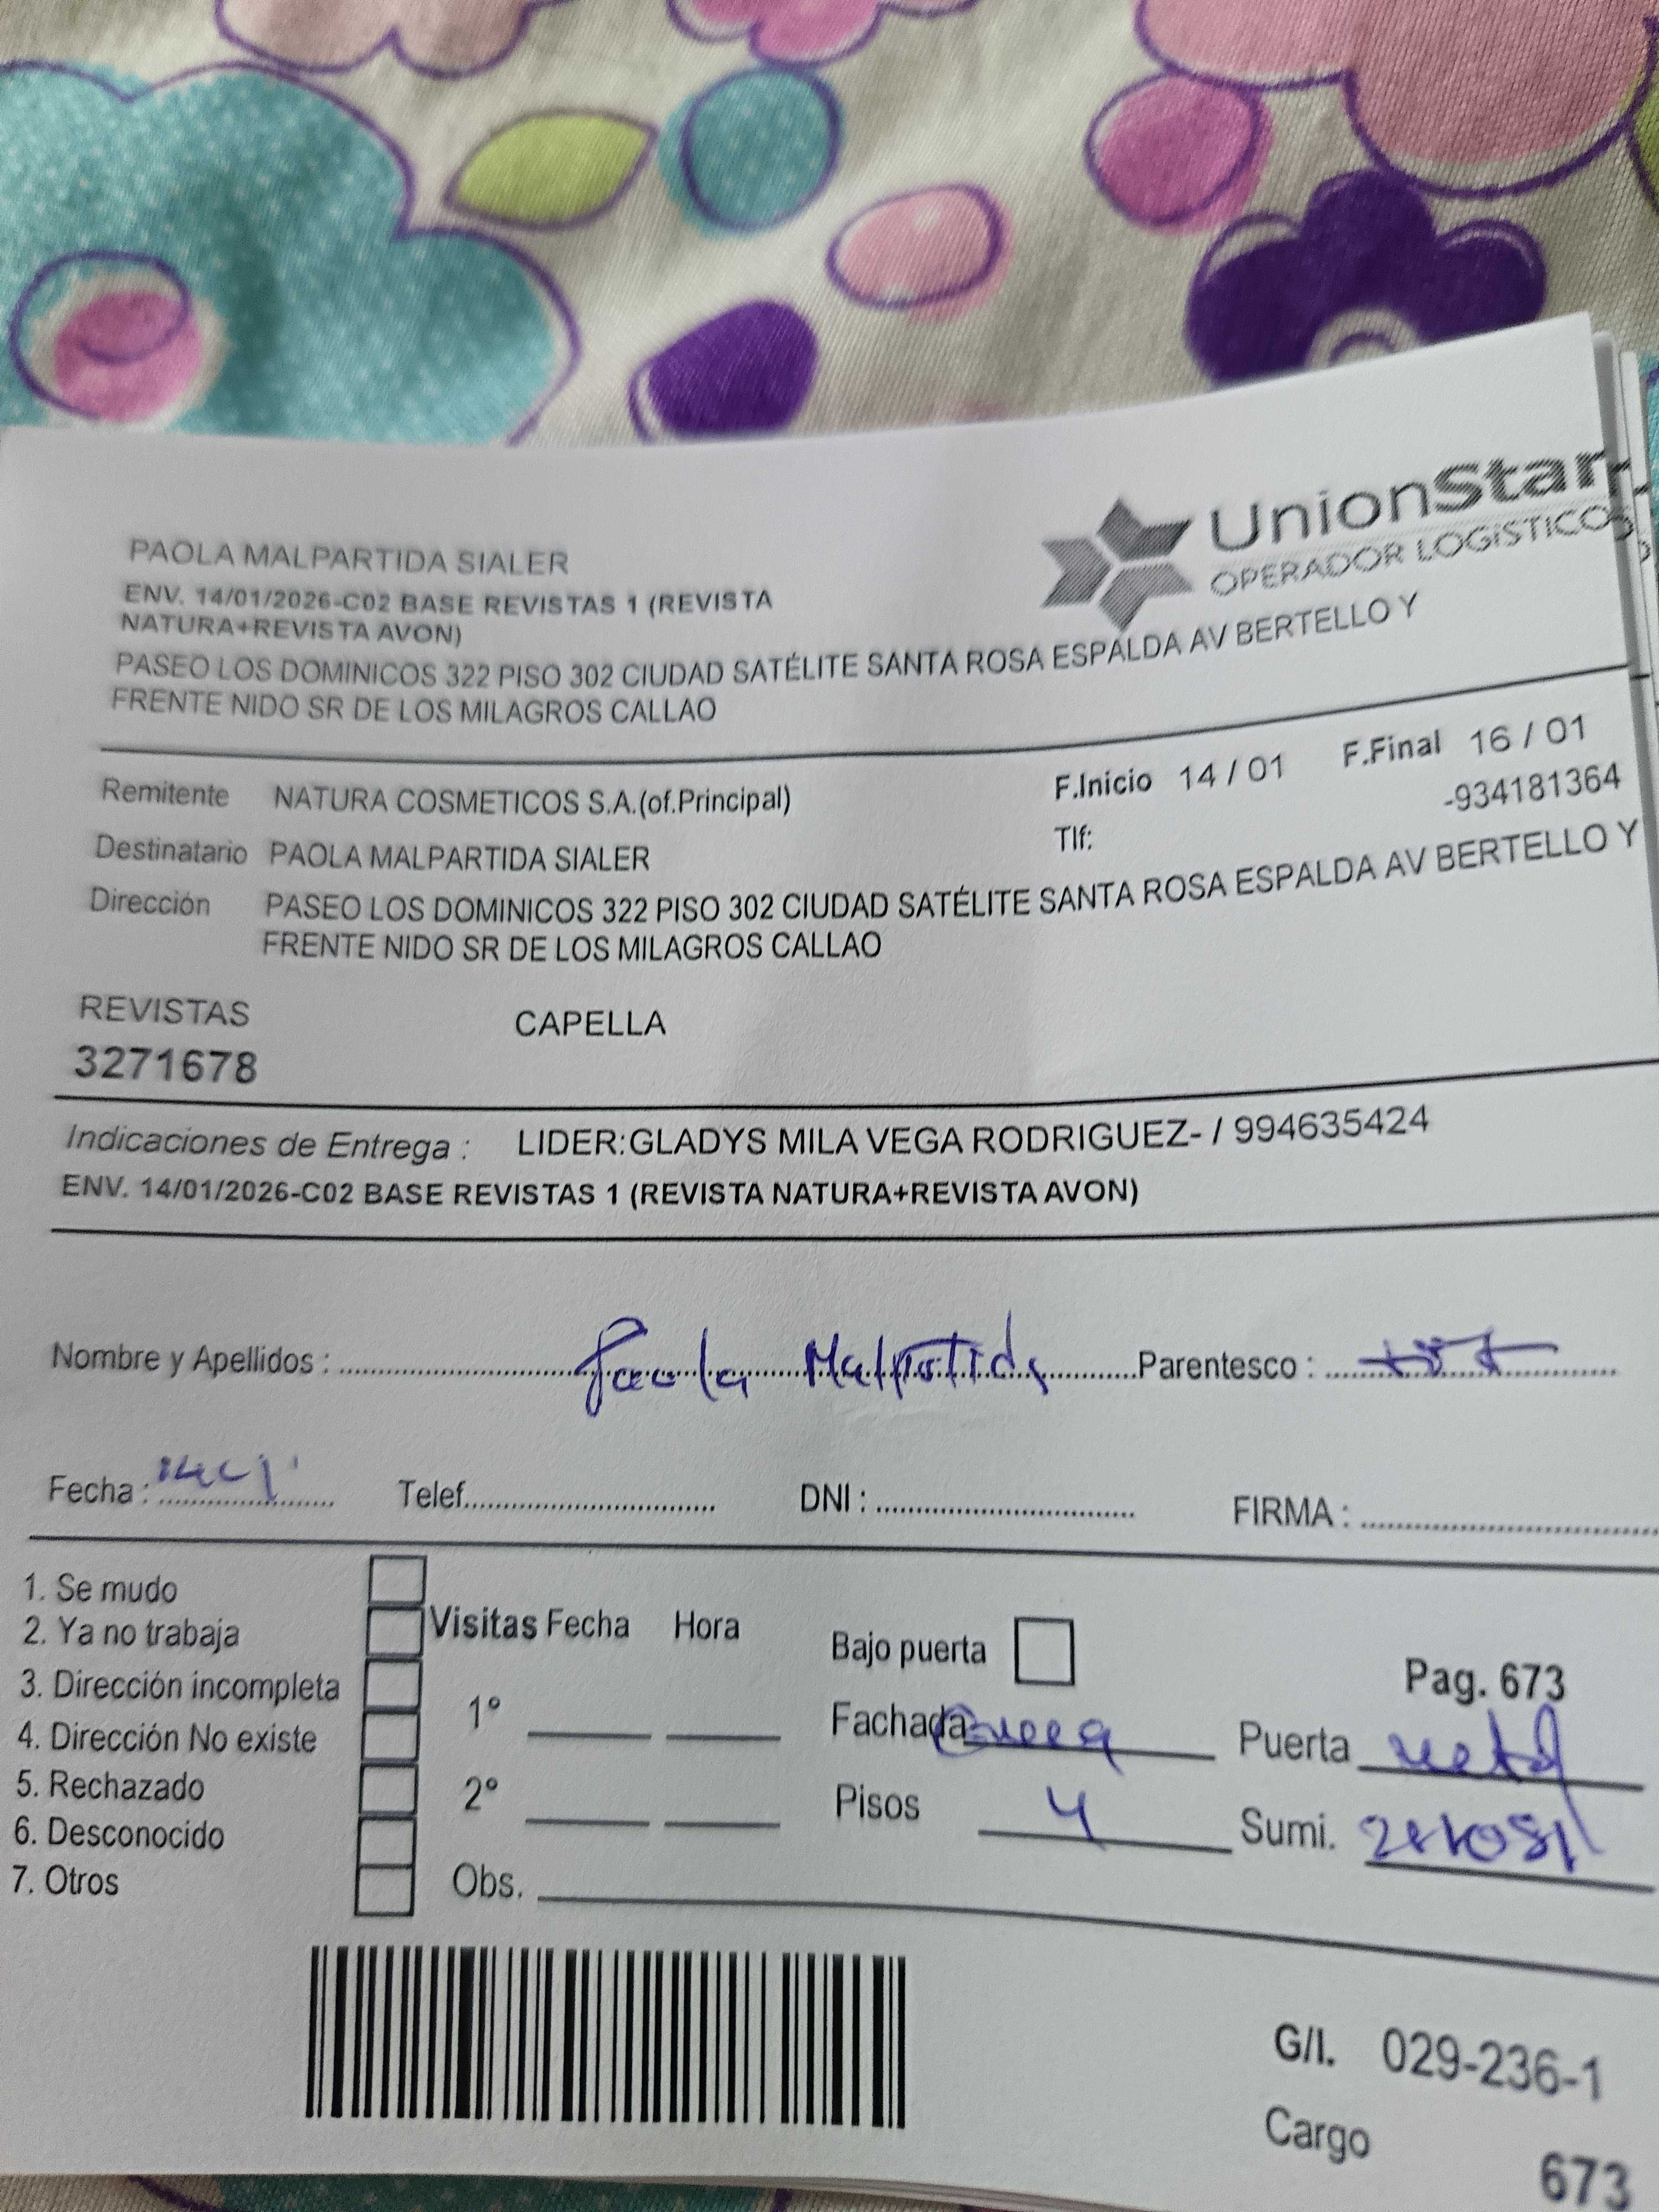 UnionStar
OPERADOR LOGíSTICO
PAOLA MALPARTIDA SIALER
ENV. 14/01/2026-C02 BASE REVISTAS 1 (REVISTA
NATURA+REVISTA AVON)
PASEO LOS DOMINICOS 322 PISO 302 CIUDAD SATÉLITE SANTA ROSA ESPALDA AV BERTELLO Y
FRENTE NIDO SR DE LOS MILAGROS CALLAO
Remitente NATURA COSMETICOS S.A.(of.Principal) F.Inicio 14 / 01 F.Final 16 / 01
Destinatario PAOLA MALPARTIDA SIALER Tlf: -934181364
Dirección PASEO LOS DOMINICOS 322 PISO 302 CIUDAD SATÉLITE SANTA ROSA ESPALDA AV BERTELLO Y
FRENTE NIDO SR DE LOS MILAGROS CALLAO
REVISTAS CAPELLA
3271678
Indicaciones de Entrega : LIDER:GLADYS MILA VEGA RODRIGUEZ- / 994635424
ENV. 14/01/2026-C02 BASE REVISTAS 1 (REVISTA NATURA+REVISTA AVON)
Nombre y Apellidos : Paola Malpartida Parentesco :
Fecha : Telef. DNI : FIRMA :
1. Se mudo
2. Ya no trabaja
3. Dirección incompleta
4. Dirección No existe
5. Rechazado
6. Desconocido
7. Otros
Visitas Fecha Hora
1°
2°
Obs.
Bajo puerta
Pag. 673
Fachada Puerta metal
Pisos 4 Sumi.
G/I. 029-236-1
Cargo 673